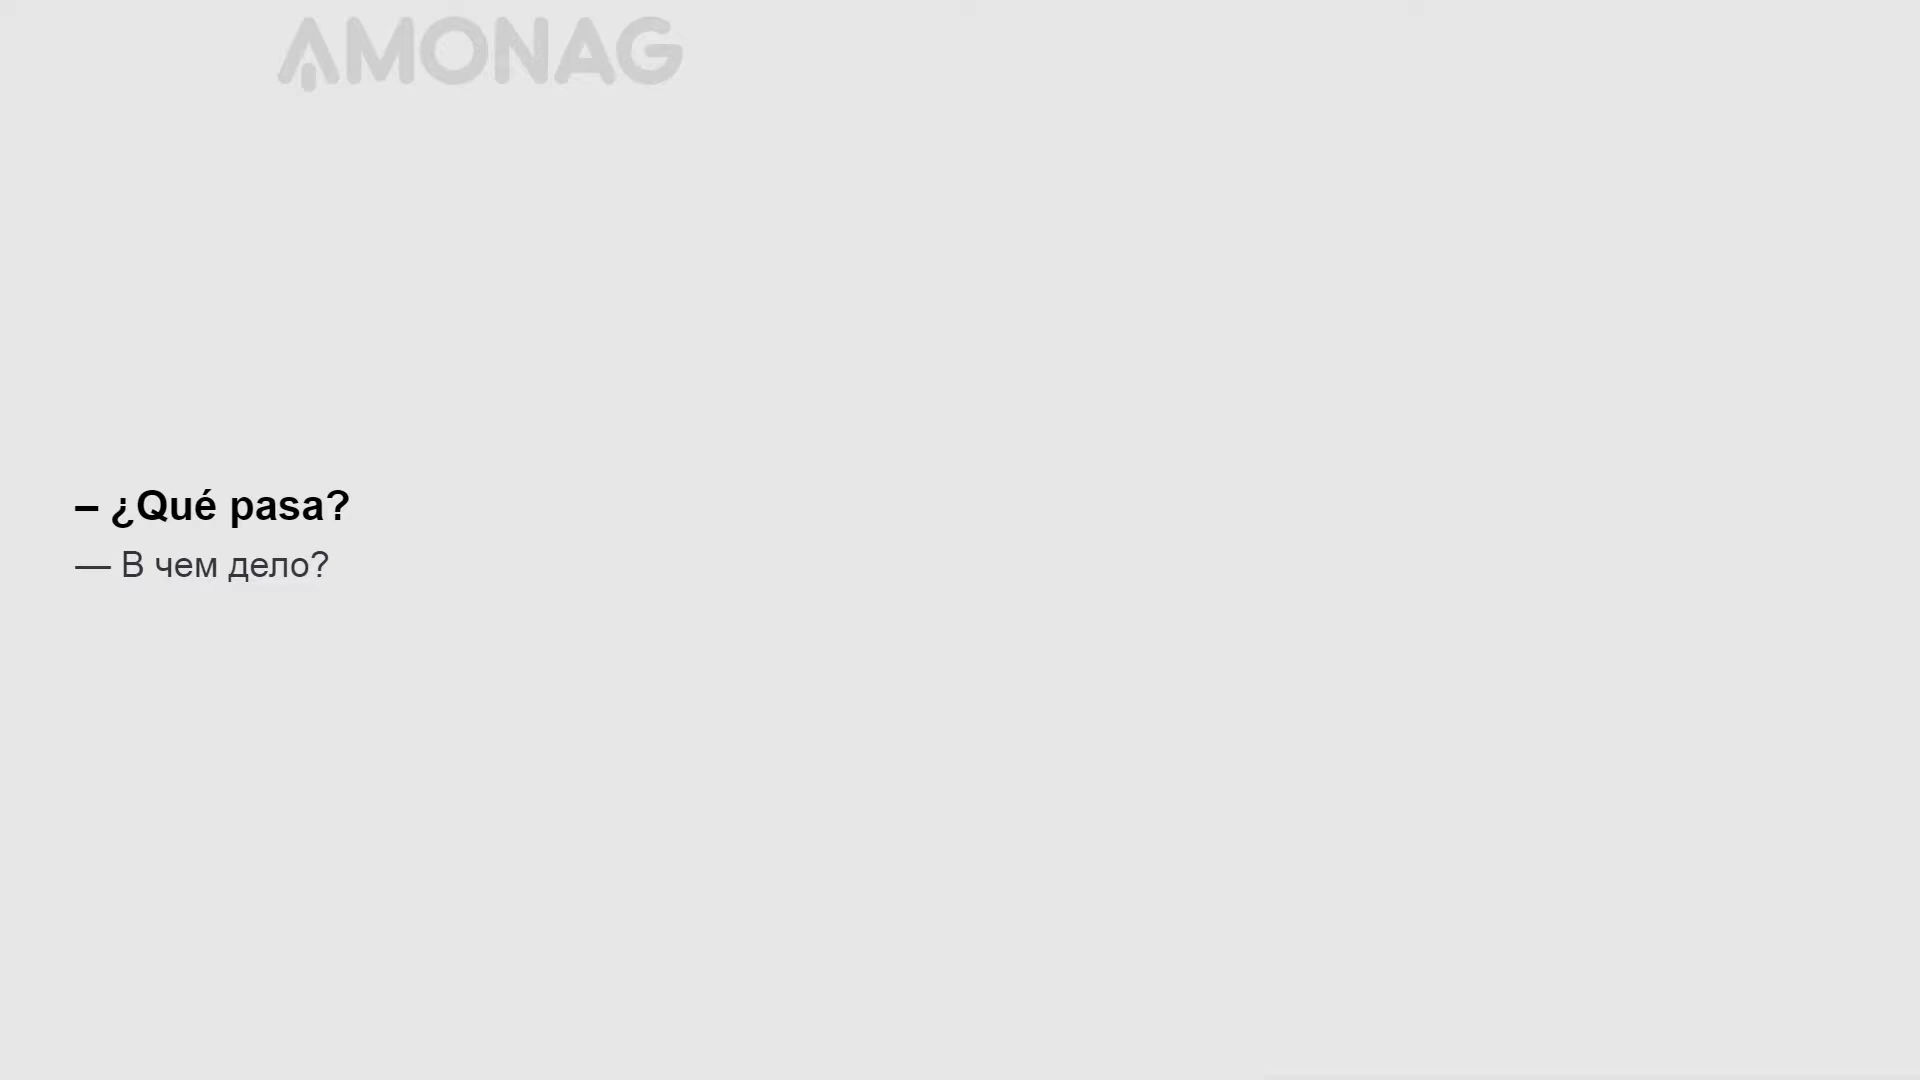 AMONAG
– ¿Qué pasa?
— В чем дело?